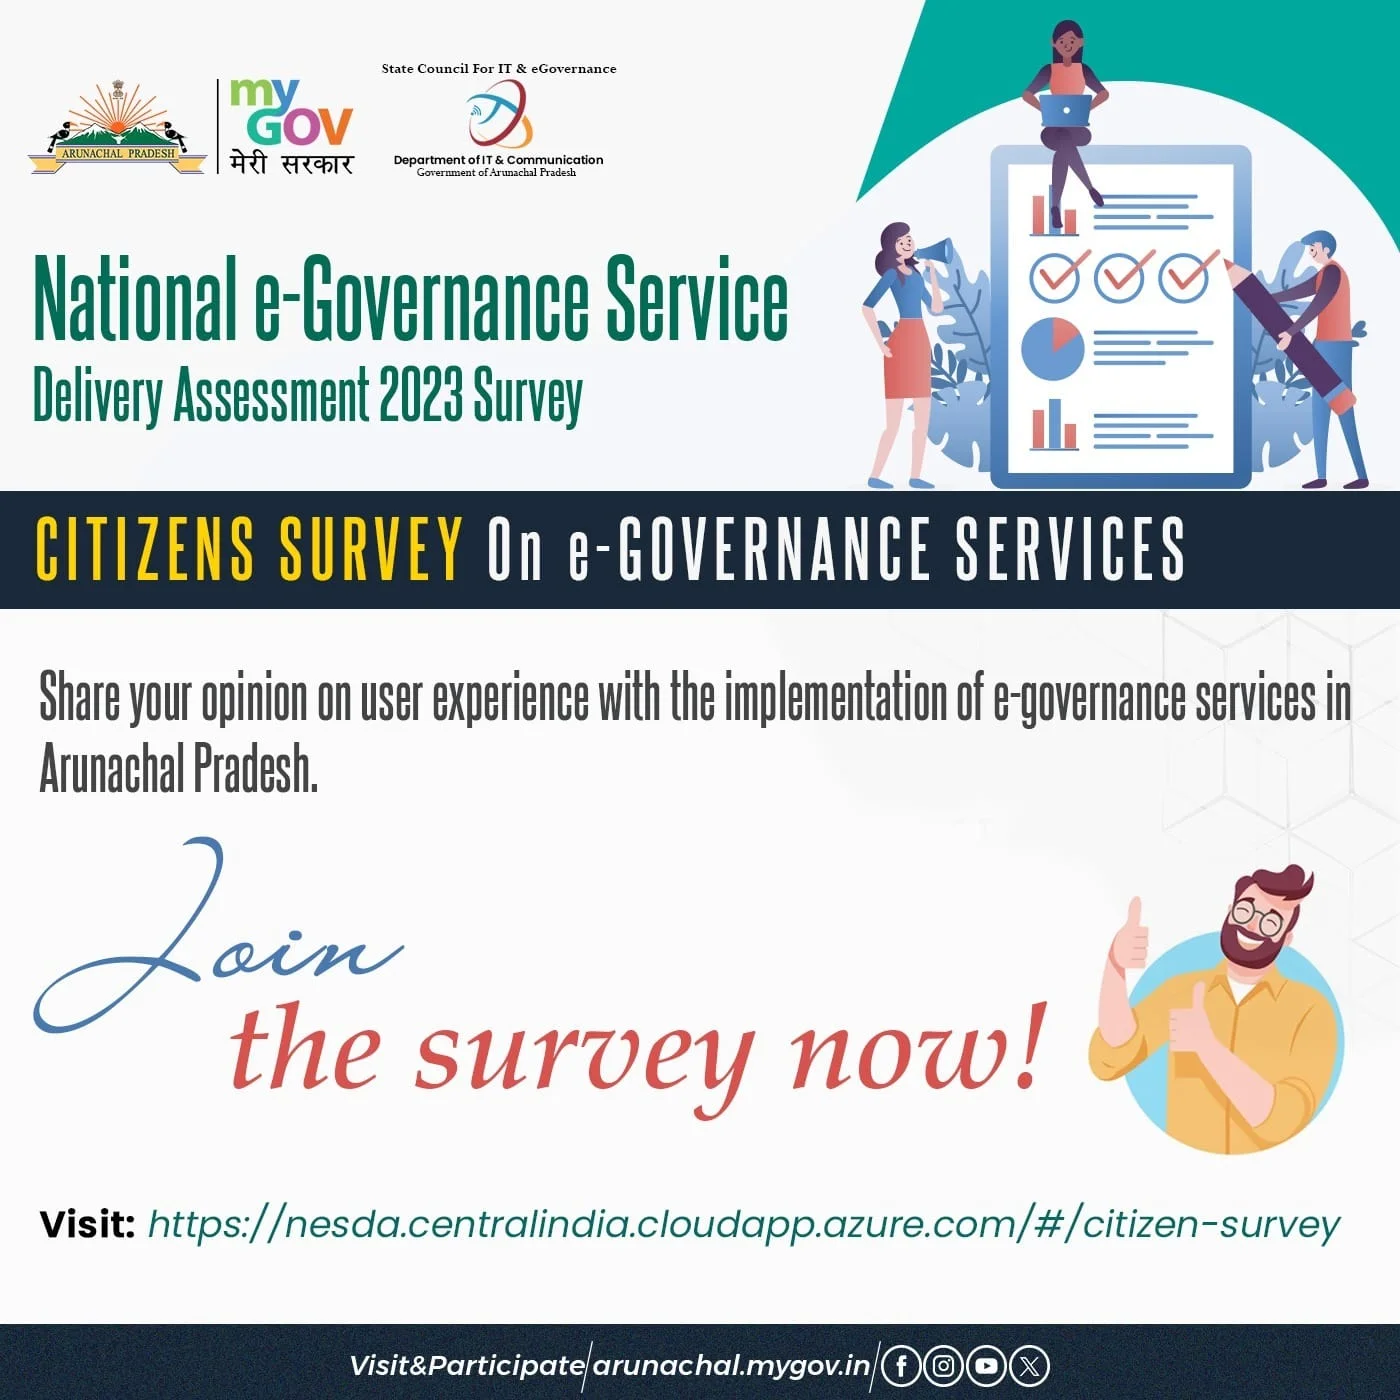 ARUNACHAL PRADESH
my
GOV
मेरी सरकार
State Council For IT & eGovernance
Department of IT & Communication
Government of Arunachal Pradesh
National e-Governance Service
Delivery Assessment 2023 Survey
CITIZENS SURVEY On e-GOVERNANCE SERVICES
Share your opinion on user experience with the implementation of e-governance services in
Arunachal Pradesh.
Join
the survey now!
Visit: https://nesda.centralindia.cloudapp.azure.com/#/citizen-survey
Visit&Participate/arunachal.mygov.in/